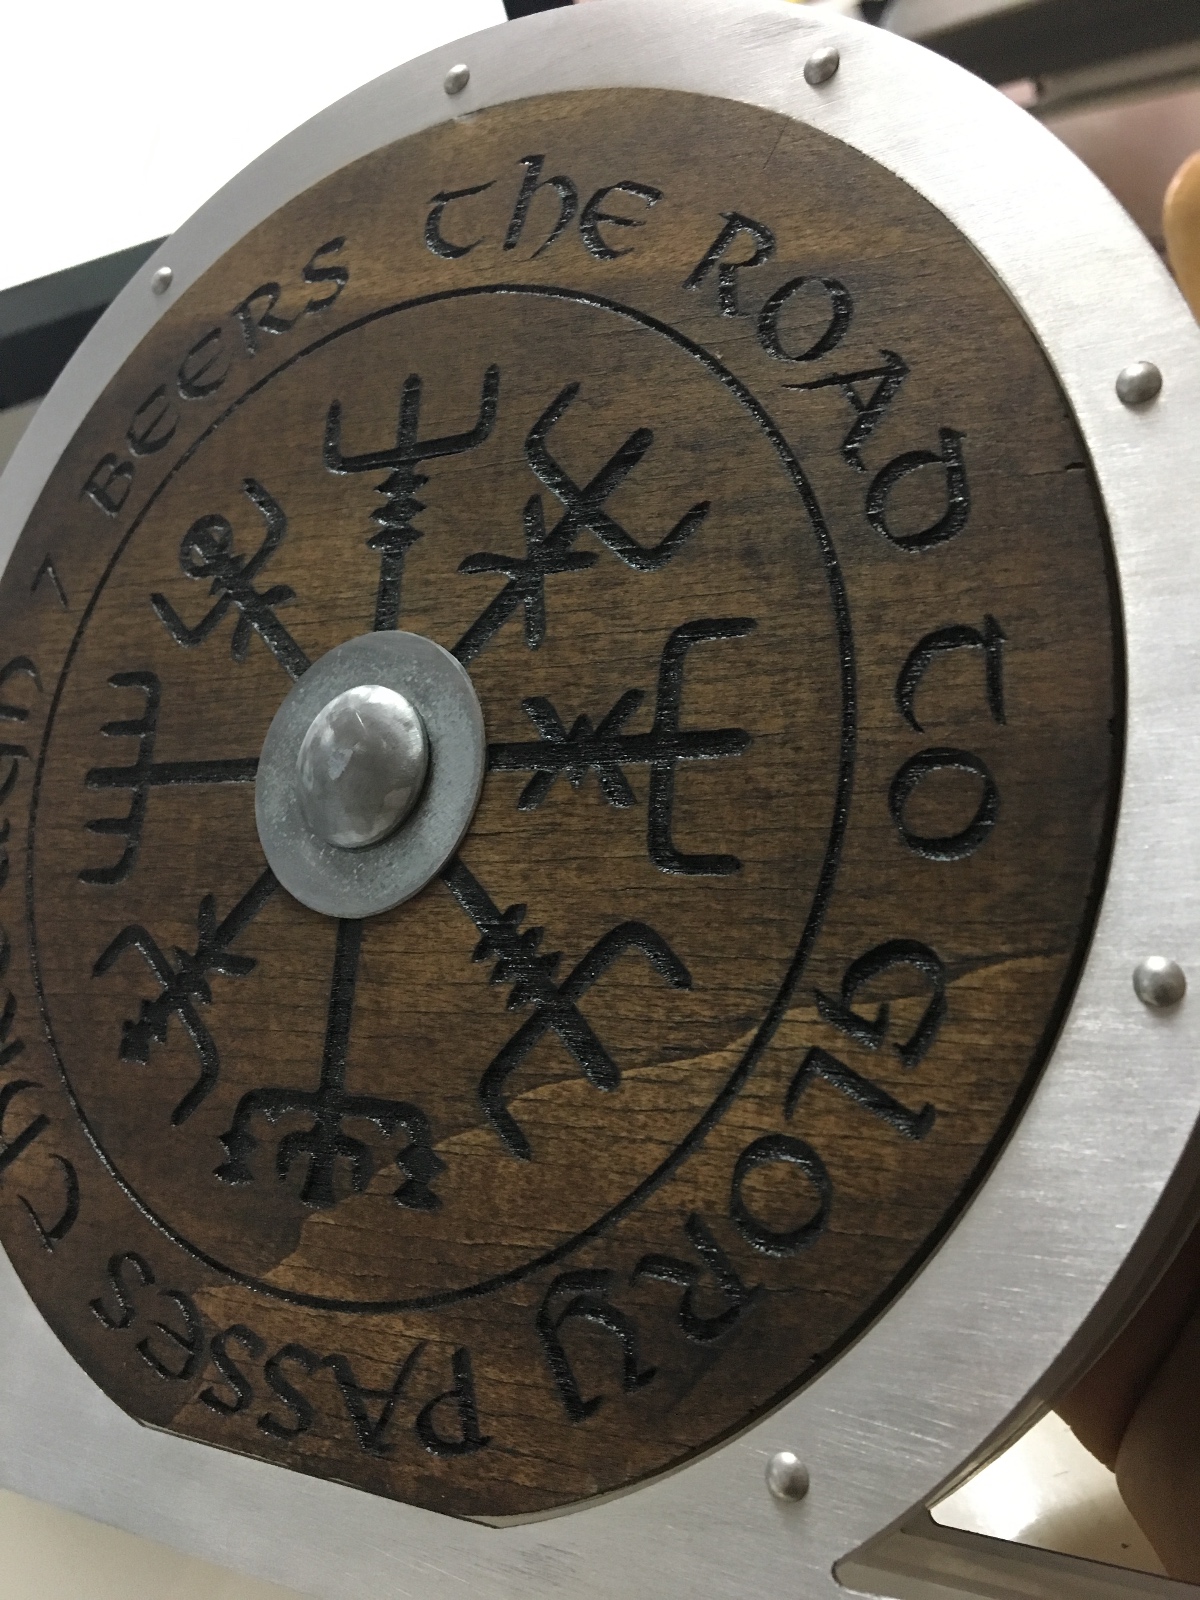 THE ROAD TO GLORY PASSES THROUGH 7 BEERS